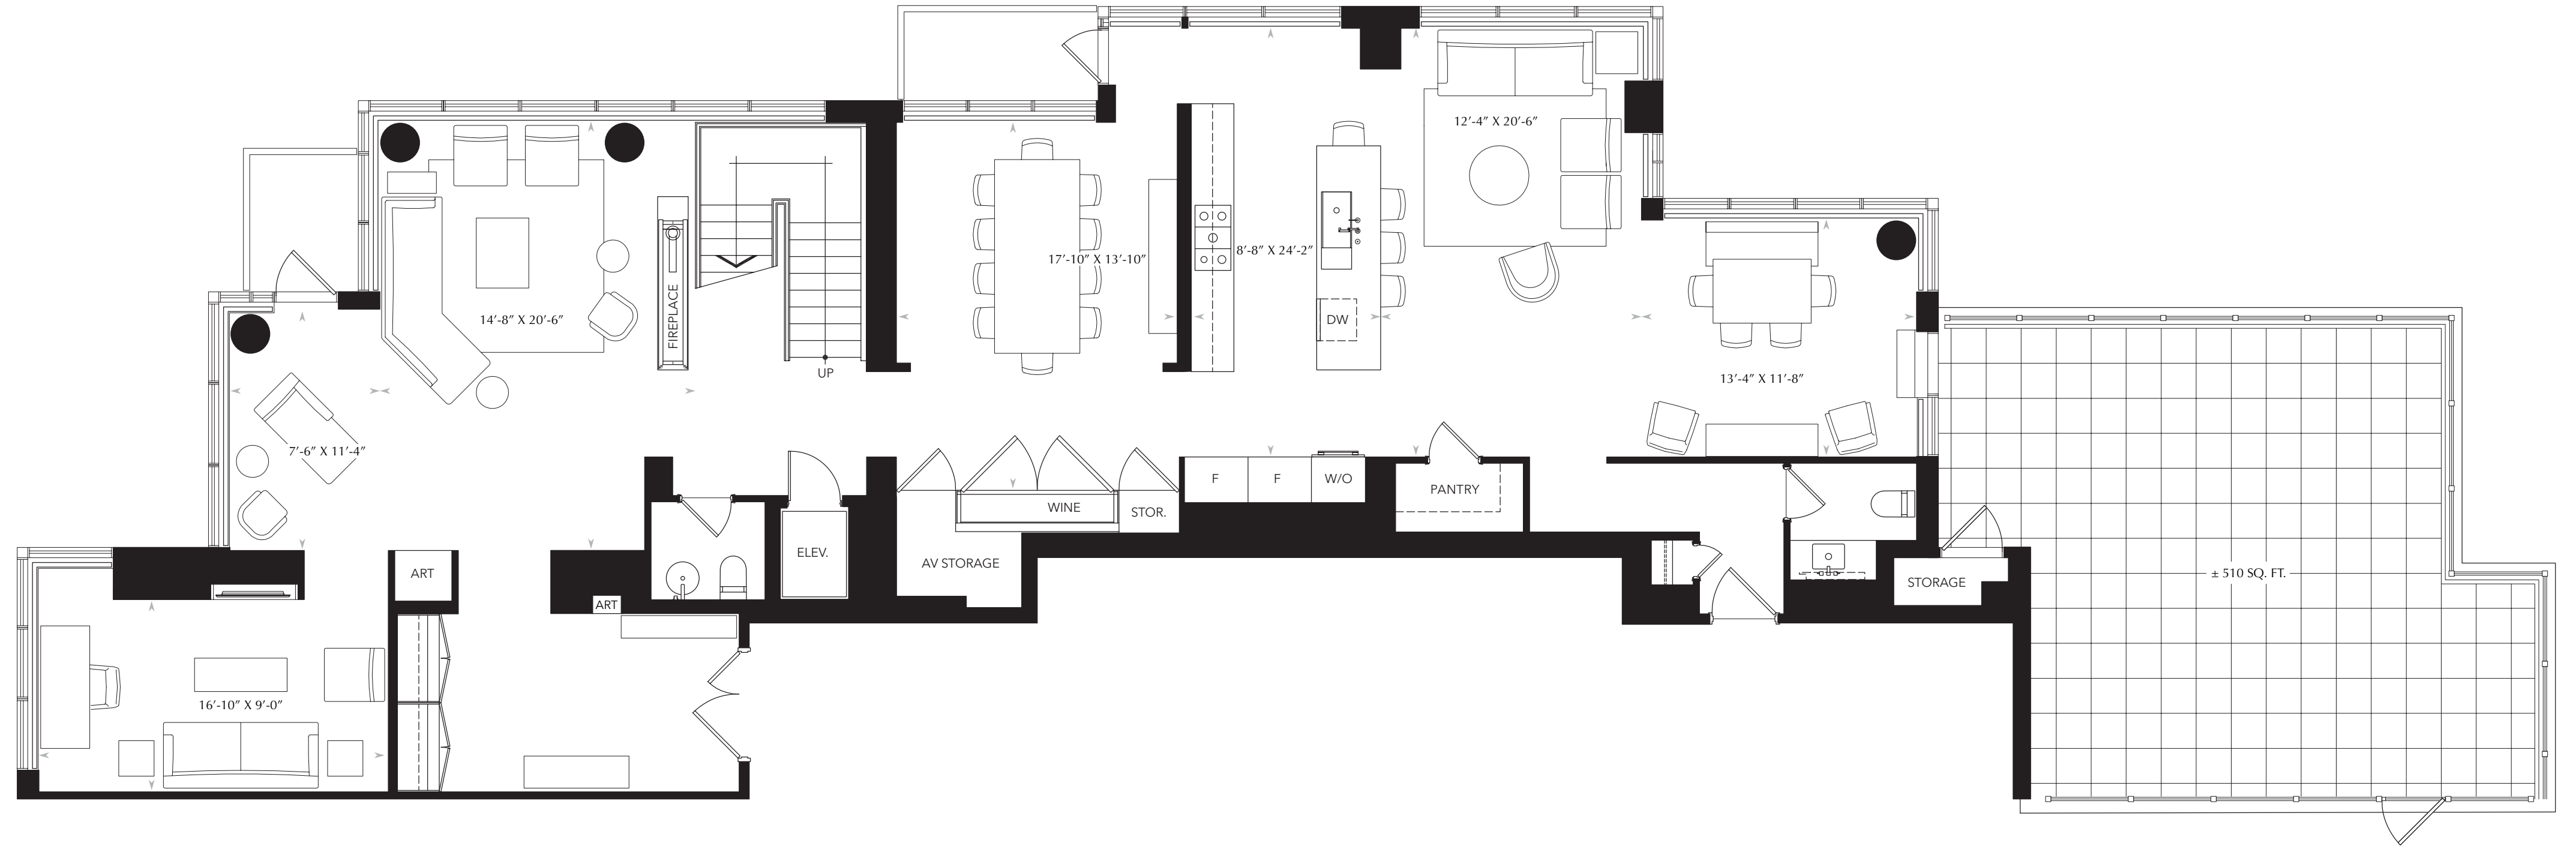 12′-4″ X 20′-6″
17′-10″ X 13′-10″
8′-8″ X 24′-2″
14′-8″ X 20′-6″
FIREPLACE
DW
UP
13′-4″ X 11′-8″
7′-6″ X 11′-4″
F
F
W/O
PANTRY
WINE
STOR.
ELEV.
AV STORAGE
ART
ART
STORAGE
± 510 SQ. FT.
16′-10″ X 9′-0″